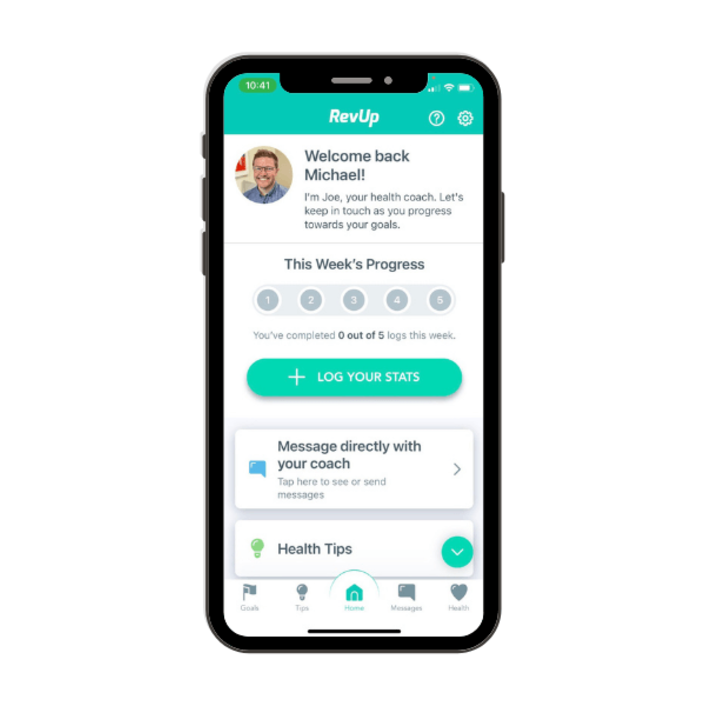 10:41
RevUp
Welcome back
Michael!
I'm Joe, your health coach. Let's
keep in touch as you progress
towards your goals.
This Week's Progress
1 2 3 4 5
You've completed 0 out of 5 logs this week.
+ LOG YOUR STATS
Message directly with
your coach
Tap here to see or send
messages
Health Tips
Goals Tips Home Messages Health